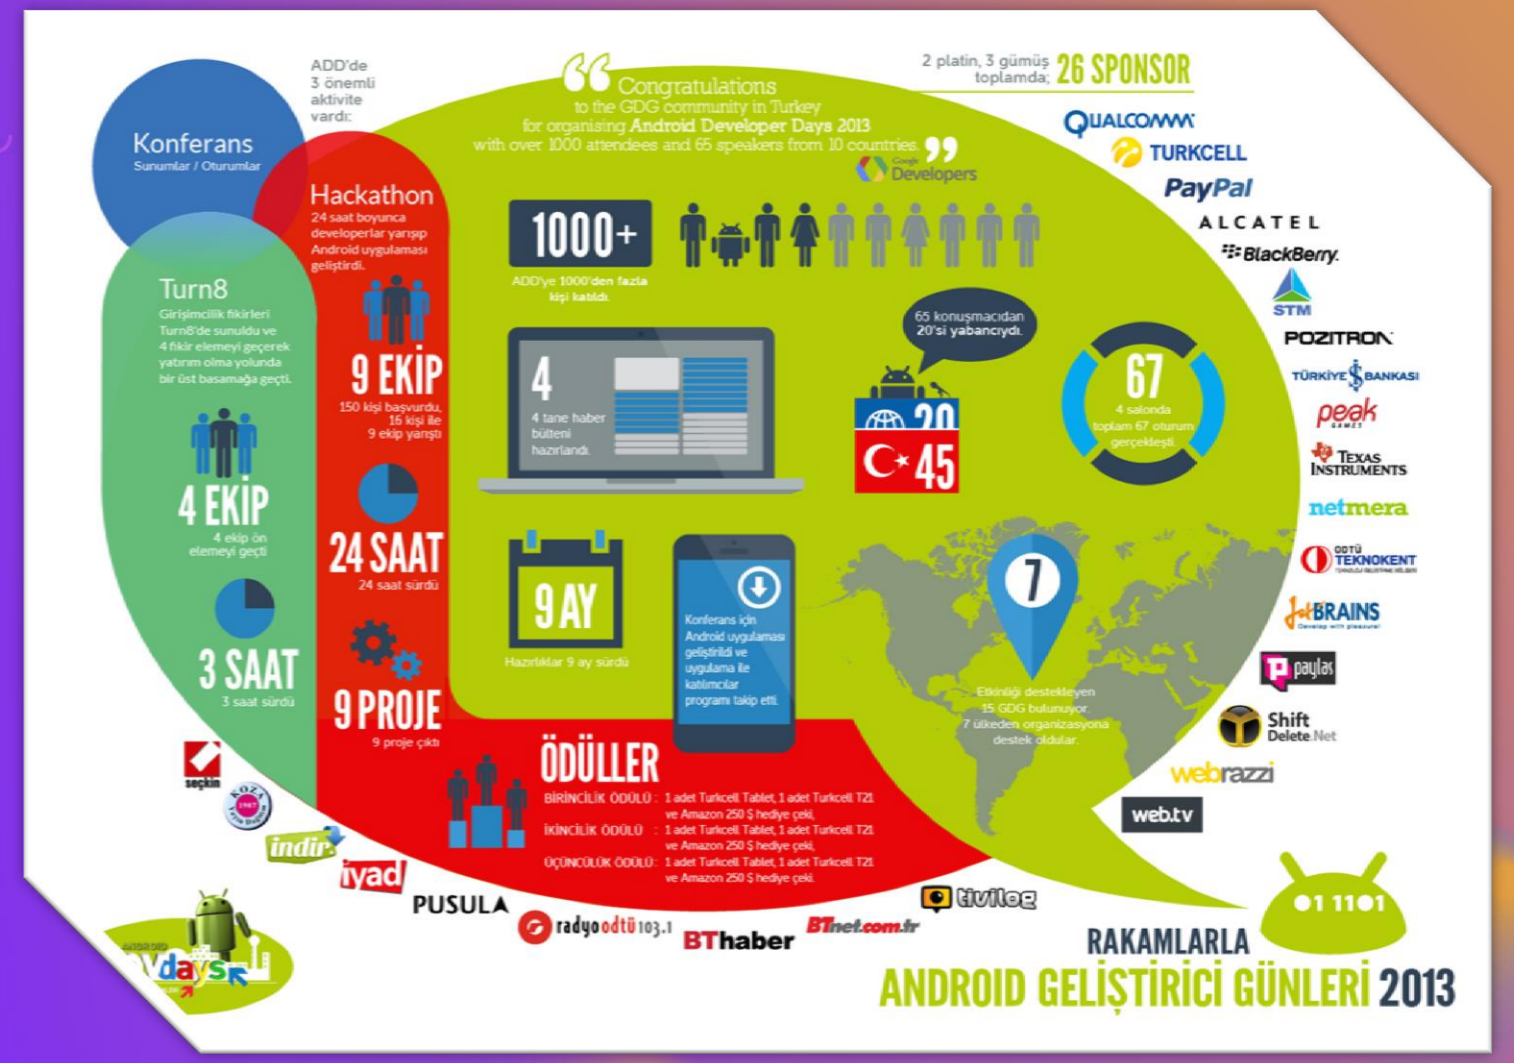 ADD'de
3 önemli
aktivite
vardı:
Konferans
Sunumlar / Oturumlar
Hackathon
24 saat boyunca
developerlar yarışıp
Android uygulaması
geliştirdi.
9 EKİP
150 kişi başvurdu,
16 kişi ile
9 ekip yarıştı
24 SAAT
24 saat sürdü
9 PROJE
9 proje çıktı
Turn8
Girişimcilik fikirleri
Turn8'de sunuldu ve
4 fikir elemeyi geçerek
yatırım olma yolunda
bir üst basamağa geçti.
4 EKİP
4 ekip ön
elemeyi geçti
3 SAAT
3 saat sürdü
“ Congratulations
to the GDG community in Turkey
for organising Android Developer Days 2013
with over 1000 attendees and 65 speakers from 10 countries. ”
Google
Developers
1000+
ADD'ye 1000'den fazla
kişi katıldı.
4
4 tane haber
bülteni
hazırlandı.
65 konuşmacıdan
20'si yabancıydı.
20
45
67
4 salonda
toplam 67 oturum
gerçekleşti.
9 AY
Hazırlıklar 9 ay sürdü
Konferans için
Android uygulaması
geliştirildi ve
uygulama ile
katılımcılar
programı takip etti.
7
Etkinliği destekleyen
15 GDG bulunuyor.
7 ülkeden organizasyona
destek oldular.
ÖDÜLLER
BİRİNCİLİK ÖDÜLÜ : 1 adet Turkcell Tablet, 1 adet Turkcell T21
ve Amazon 250 $ hediye çeki,
İKİNCİLİK ÖDÜLÜ : 1 adet Turkcell Tablet, 1 adet Turkcell T21
ve Amazon 250 $ hediye çeki,
ÜÇÜNCÜLÜK ÖDÜLÜ: 1 adet Turkcell Tablet, 1 adet Turkcell T21
ve Amazon 250 $ hediye çeki.
2 platin, 3 gümüş
toplamda; 26 SPONSOR
QUALCOMM
TURKCELL
PayPal
ALCATEL
BlackBerry.
STM
POZITRON
TÜRKİYE İŞ BANKASI
peak
GAMES
TEXAS
INSTRUMENTS
netmera
ODTÜ
TEKNOKENT
JetBRAINS
Develop with pleasure!
paylas
Shift
Delete.Net
webrazzi
web.tv
seçkin
KOZA
1987
indir
iyad
PUSULA
radyo odtü 103.1
BThaber
BTnet.com.tr
tivilog
ANDROID
days
01 1101
RAKAMLARLA
ANDROID GELİŞTİRİCİ GÜNLERİ 2013